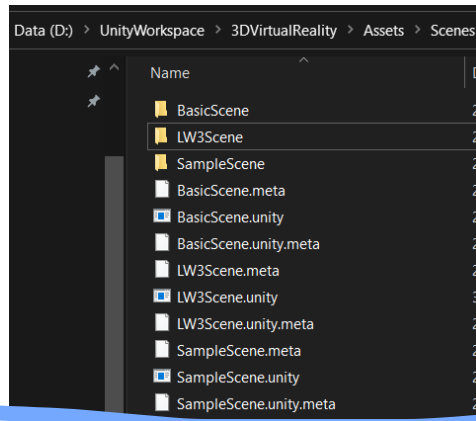 Data (D:) > UnityWorkspace > 3DVirtualReality > Assets > Scenes
Name
BasicScene
LW3Scene
SampleScene
BasicScene.meta
BasicScene.unity
BasicScene.unity.meta
LW3Scene.meta
LW3Scene.unity
LW3Scene.unity.meta
SampleScene.meta
SampleScene.unity
SampleScene.unity.meta